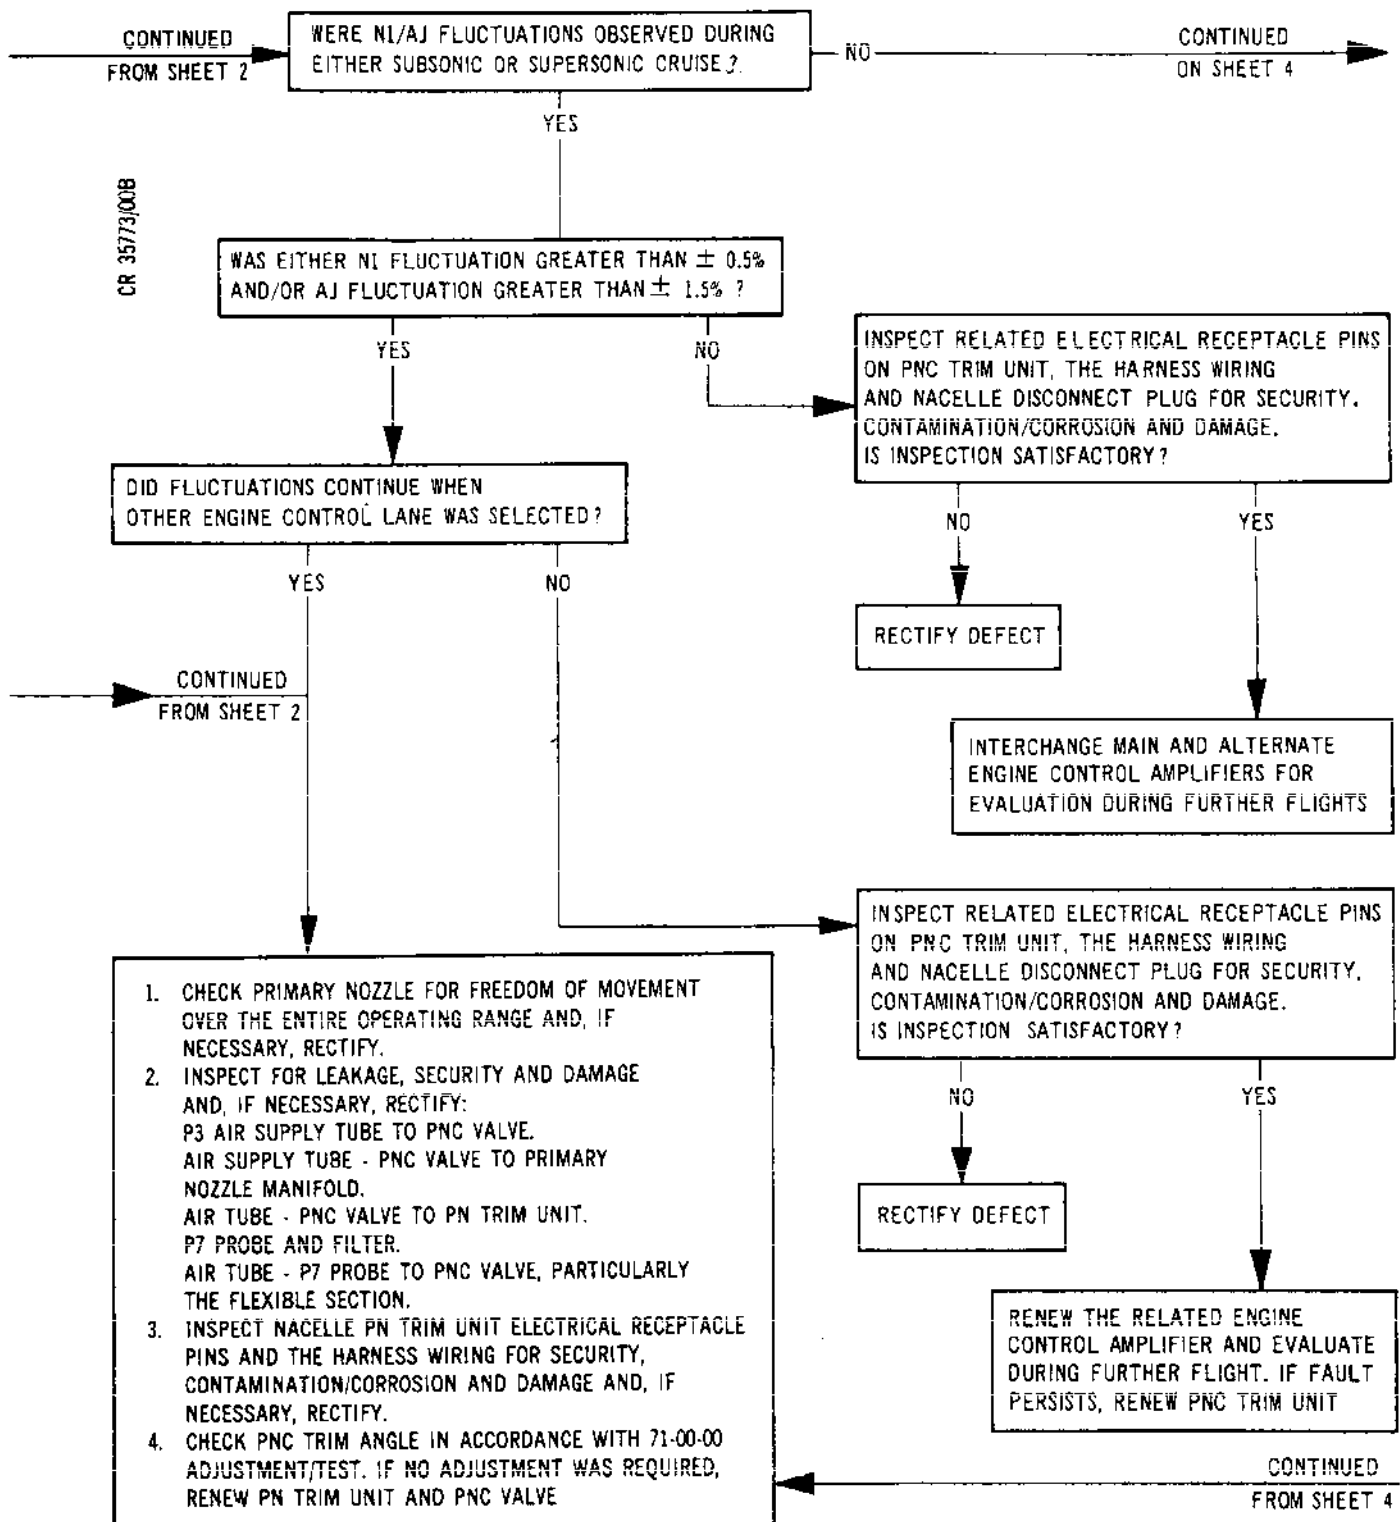 CONTINUED
FROM SHEET 2
WERE N1/AJ FLUCTUATIONS OBSERVED DURING
EITHER SUBSONIC OR SUPERSONIC CRUISE?
NO
CONTINUED
ON SHEET 4
YES
CR 35773/00B
WAS EITHER N1 FLUCTUATION GREATER THAN ± 0.5%
AND/OR AJ FLUCTUATION GREATER THAN ± 1.5% ?
YES
NO
INSPECT RELATED ELECTRICAL RECEPTACLE PINS
ON PNC TRIM UNIT, THE HARNESS WIRING
AND NACELLE DISCONNECT PLUG FOR SECURITY.
CONTAMINATION/CORROSION AND DAMAGE.
IS INSPECTION SATISFACTORY?
DID FLUCTUATIONS CONTINUE WHEN
OTHER ENGINE CONTROL LANE WAS SELECTED?
NO
YES
YES
NO
RECTIFY DEFECT
CONTINUED
FROM SHEET 2
INTERCHANGE MAIN AND ALTERNATE
ENGINE CONTROL AMPLIFIERS FOR
EVALUATION DURING FURTHER FLIGHTS
INSPECT RELATED ELECTRICAL RECEPTACLE PINS
ON PNC TRIM UNIT, THE HARNESS WIRING
AND NACELLE DISCONNECT PLUG FOR SECURITY.
CONTAMINATION/CORROSION AND DAMAGE.
IS INSPECTION SATISFACTORY?
1. CHECK PRIMARY NOZZLE FOR FREEDOM OF MOVEMENT
OVER THE ENTIRE OPERATING RANGE AND, IF
NECESSARY, RECTIFY.
2. INSPECT FOR LEAKAGE, SECURITY AND DAMAGE
AND, IF NECESSARY, RECTIFY:
P3 AIR SUPPLY TUBE TO PNC VALVE.
AIR SUPPLY TUBE - PNC VALVE TO PRIMARY
NOZZLE MANIFOLD.
AIR TUBE - PNC VALVE TO PN TRIM UNIT.
P7 PROBE AND FILTER.
AIR TUBE - P7 PROBE TO PNC VALVE, PARTICULARLY
THE FLEXIBLE SECTION.
3. INSPECT NACELLE PN TRIM UNIT ELECTRICAL RECEPTACLE
PINS AND THE HARNESS WIRING FOR SECURITY,
CONTAMINATION/CORROSION AND DAMAGE AND, IF
NECESSARY, RECTIFY.
4. CHECK PNC TRIM ANGLE IN ACCORDANCE WITH 71-00-00
ADJUSTMENT/TEST. IF NO ADJUSTMENT WAS REQUIRED,
RENEW PN TRIM UNIT AND PNC VALVE
NO
YES
RECTIFY DEFECT
RENEW THE RELATED ENGINE
CONTROL AMPLIFIER AND EVALUATE
DURING FURTHER FLIGHT. IF FAULT
PERSISTS, RENEW PNC TRIM UNIT
CONTINUED
FROM SHEET 4